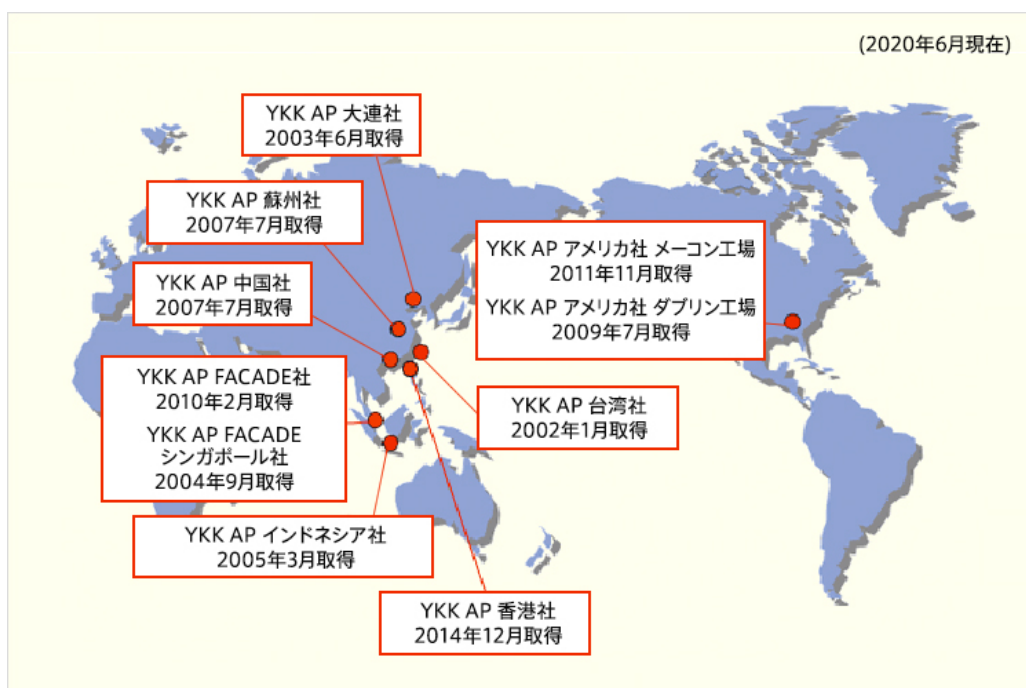 (2020年6月現在)
YKK AP 大連社
2003年6月取得
YKK AP 蘇州社
2007年7月取得
YKK AP 中国社
2007年7月取得
YKK AP アメリカ社 メーコン工場
2011年11月取得
YKK AP アメリカ社 ダブリン工場
2009年7月取得
YKK AP FACADE社
2010年2月取得
YKK AP FACADE
シンガポール社
2004年9月取得
YKK AP 台湾社
2002年1月取得
YKK AP インドネシア社
2005年3月取得
YKK AP 香港社
2014年12月取得